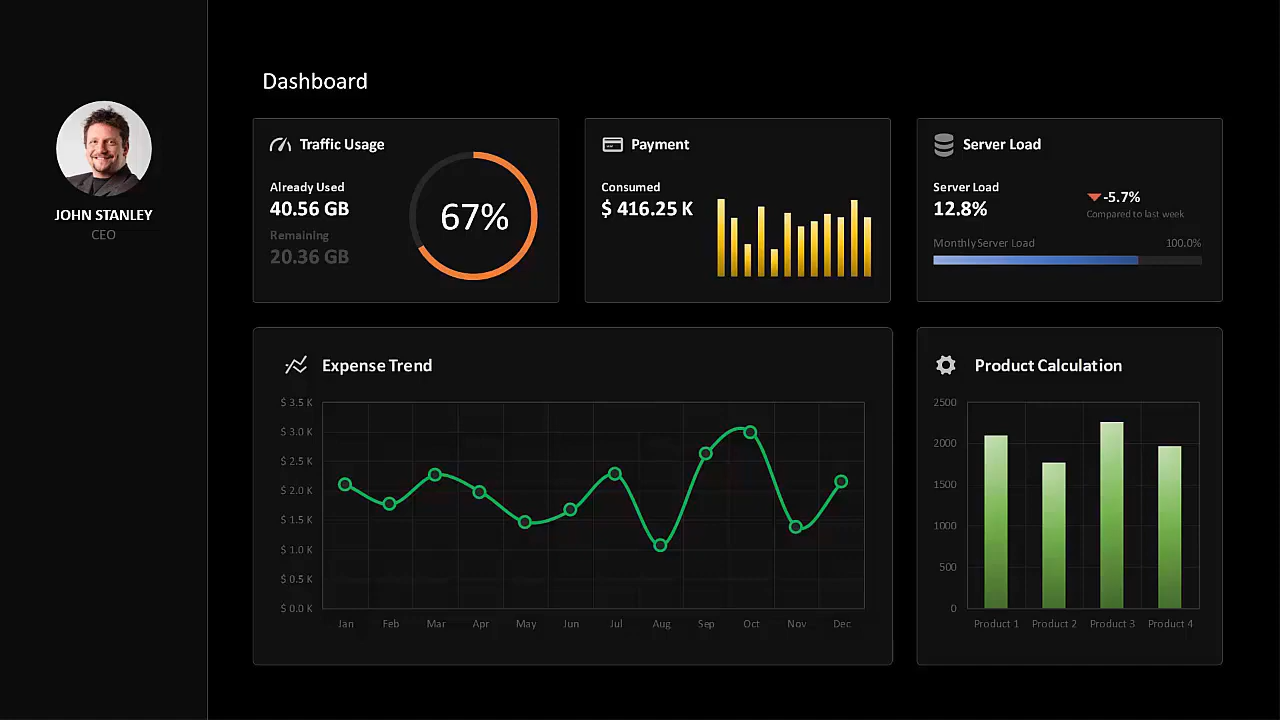 Dashboard
JOHN STANLEY
CEO
Traffic Usage
Already Used
40.56 GB
Remaining
20.36 GB
67%
Payment
Consumed
$ 416.25 K
Server Load
Server Load
12.8%
-5.7%
Compared to last week
Monthly Server Load 100.0%
Expense Trend
$ 3.5 K
$ 3.0 K
$ 2.5 K
$ 2.0 K
$ 1.5 K
$ 1.0 K
$ 0.5 K
$ 0.0 K
Jan Feb Mar Apr May Jun Jul Aug Sep Oct Nov Dec
Product Calculation
2500
2000
1500
1000
500
0
Product 1 Product 2 Product 3 Product 4